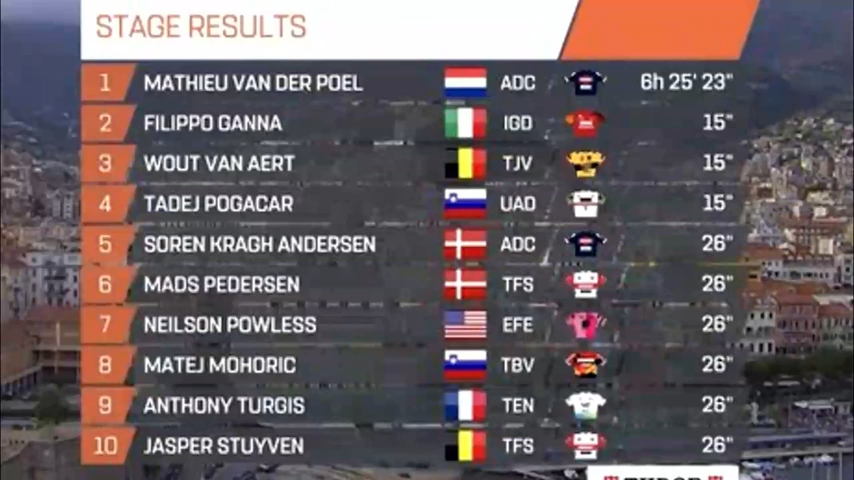 STAGE RESULTS
1 MATHIEU VAN DER POEL ADC 6h 25' 23"
2 FILIPPO GANNA IGD 15"
3 WOUT VAN AERT TJV 15"
4 TADEJ POGACAR UAD 15"
5 SOREN KRAGH ANDERSEN ADC 26"
6 MADS PEDERSEN TFS 26"
7 NEILSON POWLESS EFE 26"
8 MATEJ MOHORIC TBV 26"
9 ANTHONY TURGIS TEN 26"
10 JASPER STUYVEN TFS 26"